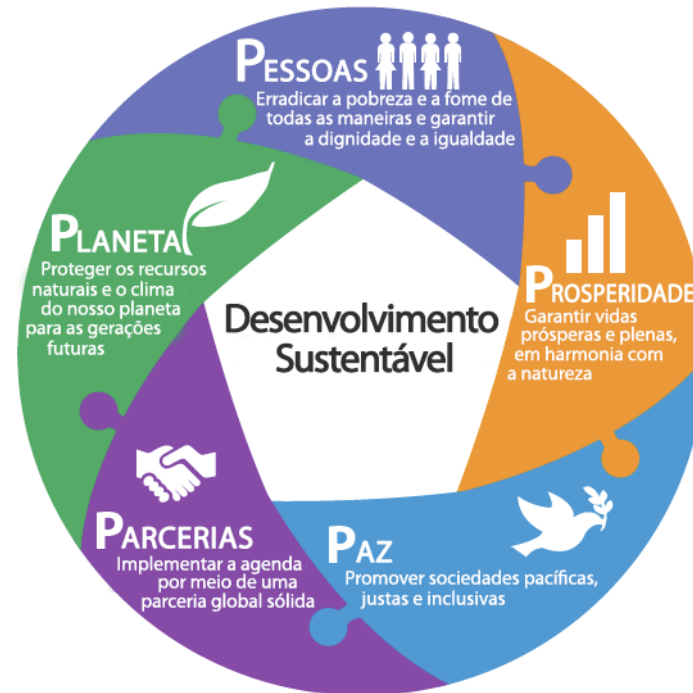 PESSOAS
Erradicar a pobreza e a fome de
todas as maneiras e garantir
a dignidade e a igualdade
PROSPERIDADE
Garantir vidas
prósperas e plenas,
em harmonia com
a natureza
PAZ
Promover sociedades pacíficas,
justas e inclusivas
PARCERIAS
Implementar a agenda
por meio de uma
parceria global sólida
PLANETA
Proteger os recursos
naturais e o clima
do nosso planeta
para as gerações
futuras
Desenvolvimento
Sustentável